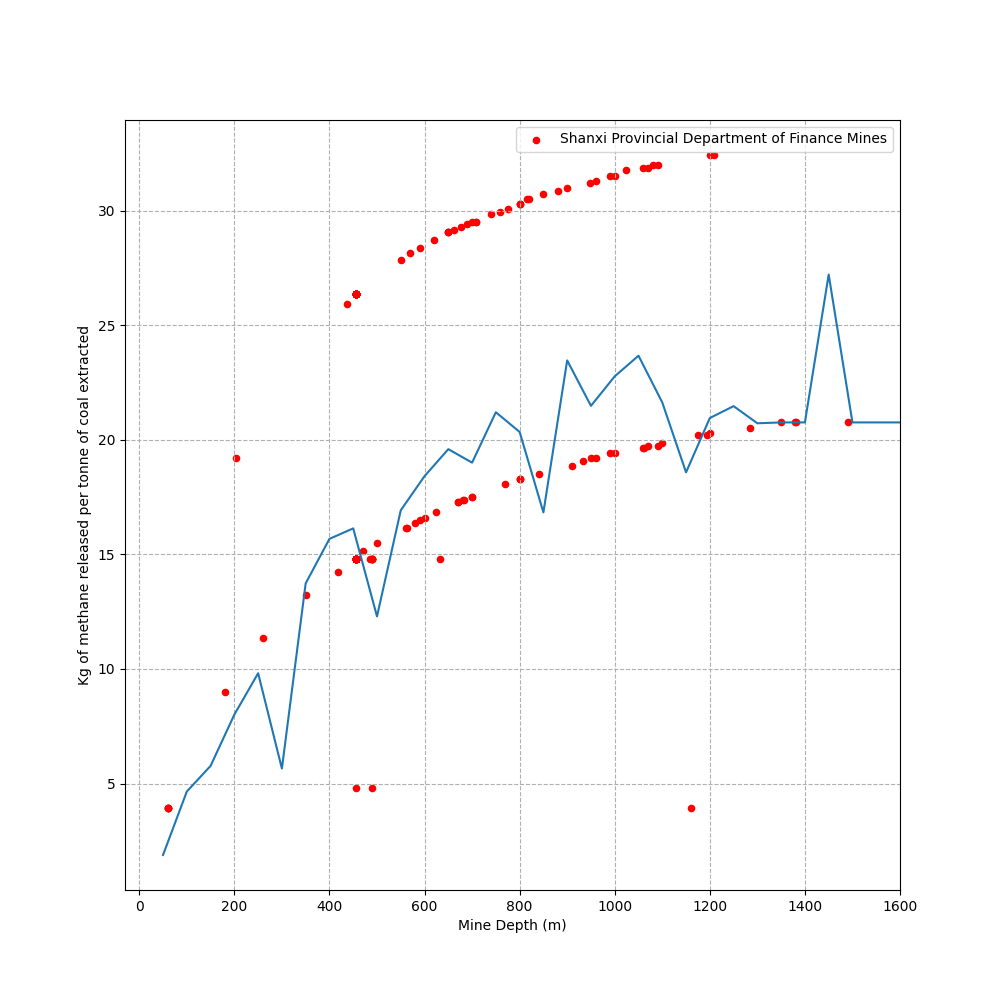 Shanxi Provincial Department of Finance Mines
30
25
20
15
10
5
Kg of methane released per tonne of coal extracted
0 200 400 600 800 1000 1200 1400 1600
Mine Depth (m)